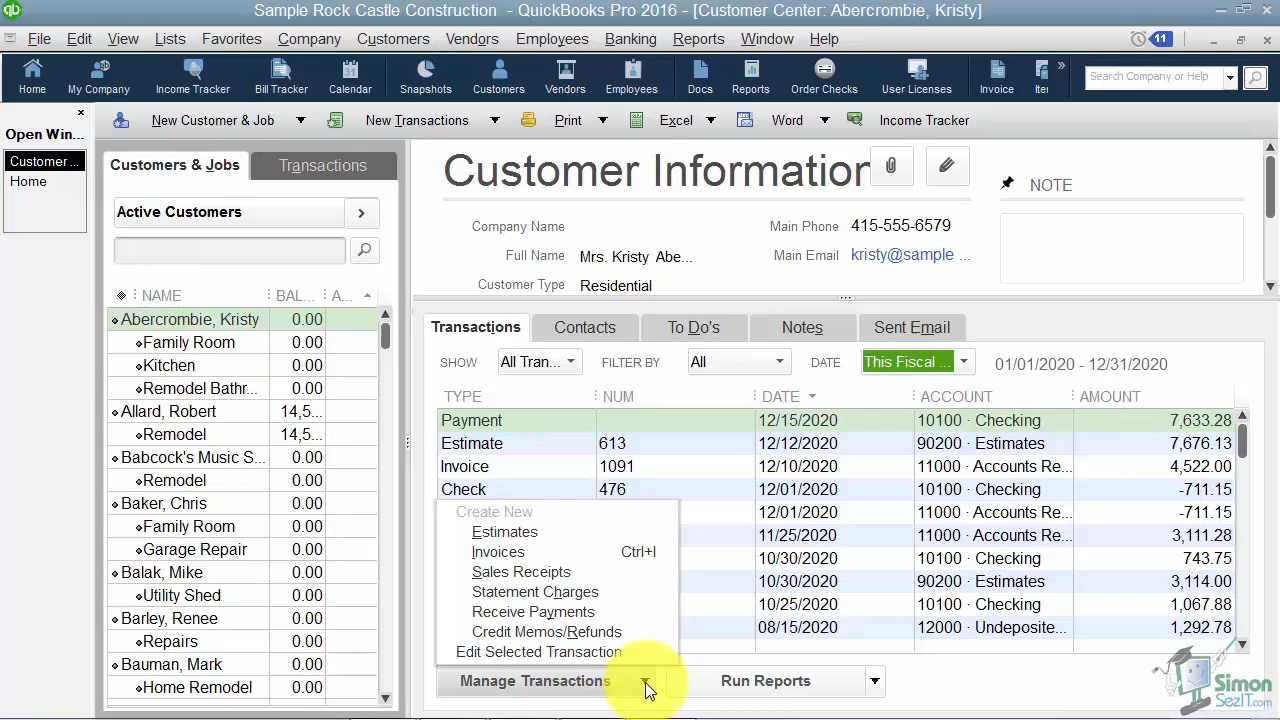 Sample Rock Castle Construction - QuickBooks Pro 2016 - [Customer Center: Abercrombie, Kristy]
File Edit View Lists Favorites Company Customers Vendors Employees Banking Reports Window Help 11
Home My Company Income Tracker Bill Tracker Calendar Snapshots Customers Vendors Employees Docs Reports Order Checks User Licenses Invoice Iter » Search Company or Help
Open Win...
Customer ...
Home
New Customer & Job New Transactions Print Excel Word Income Tracker
Customers & Jobs Transactions
Active Customers
NAME BAL... A...
Abercrombie, Kristy 0.00
Family Room 0.00
Kitchen 0.00
Remodel Bathr... 0.00
Allard, Robert 14,5...
Remodel 14,5...
Babcock's Music S... 0.00
Remodel 0.00
Baker, Chris 0.00
Family Room 0.00
Garage Repair 0.00
Balak, Mike 0.00
Utility Shed 0.00
Barley, Renee 0.00
Repairs 0.00
Bauman, Mark 0.00
Home Remodel 0.00
Customer Information
Company Name
Full Name Mrs. Kristy Abe...
Customer Type Residential
Main Phone 415-555-6579
Main Email kristy@sample ...
NOTE
Transactions Contacts To Do's Notes Sent Email
SHOW All Tran... FILTER BY All DATE This Fiscal ... 01/01/2020 - 12/31/2020
TYPE NUM DATE ACCOUNT AMOUNT
Payment 12/15/2020 10100 · Checking 7,633.28
Estimate 613 12/12/2020 90200 · Estimates 7,676.13
Invoice 1091 12/10/2020 11000 · Accounts Re... 4,522.00
Check 476 12/01/2020 10100 · Checking -711.15
12/01/2020 11000 · Accounts Re... -711.15
11/25/2020 11000 · Accounts Re... 3,111.28
10/30/2020 10100 · Checking 743.75
10/30/2020 90200 · Estimates 3,114.00
10/25/2020 10100 · Checking 1,067.88
08/15/2020 12000 · Undeposite... 1,292.78
Create New
Estimates
Invoices Ctrl+I
Sales Receipts
Statement Charges
Receive Payments
Credit Memos/Refunds
Edit Selected Transaction
Manage Transactions Run Reports
Simon
SezIT.com